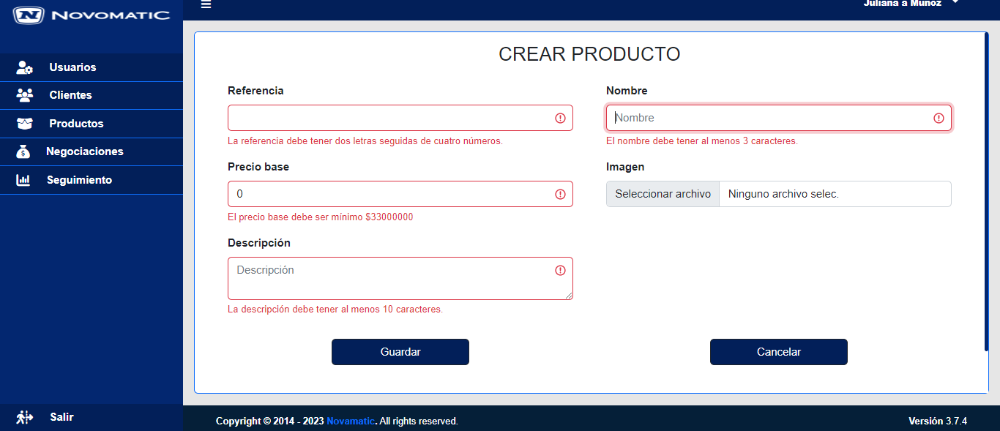 NOVOMATIC
Juliana a Muñoz
Usuarios
Clientes
Productos
Negociaciones
Seguimiento
Salir
CREAR PRODUCTO
Referencia
La referencia debe tener dos letras seguidas de cuatro números.
Nombre
Nombre
El nombre debe tener al menos 3 caracteres.
Precio base
0
El precio base debe ser mínimo $33000000
Imagen
Seleccionar archivo Ninguno archivo selec.
Descripción
Descripción
La descripción debe tener al menos 10 caracteres.
Guardar
Cancelar
Copyright © 2014 - 2023 Novamatic. All rights reserved.
Versión 3.7.4